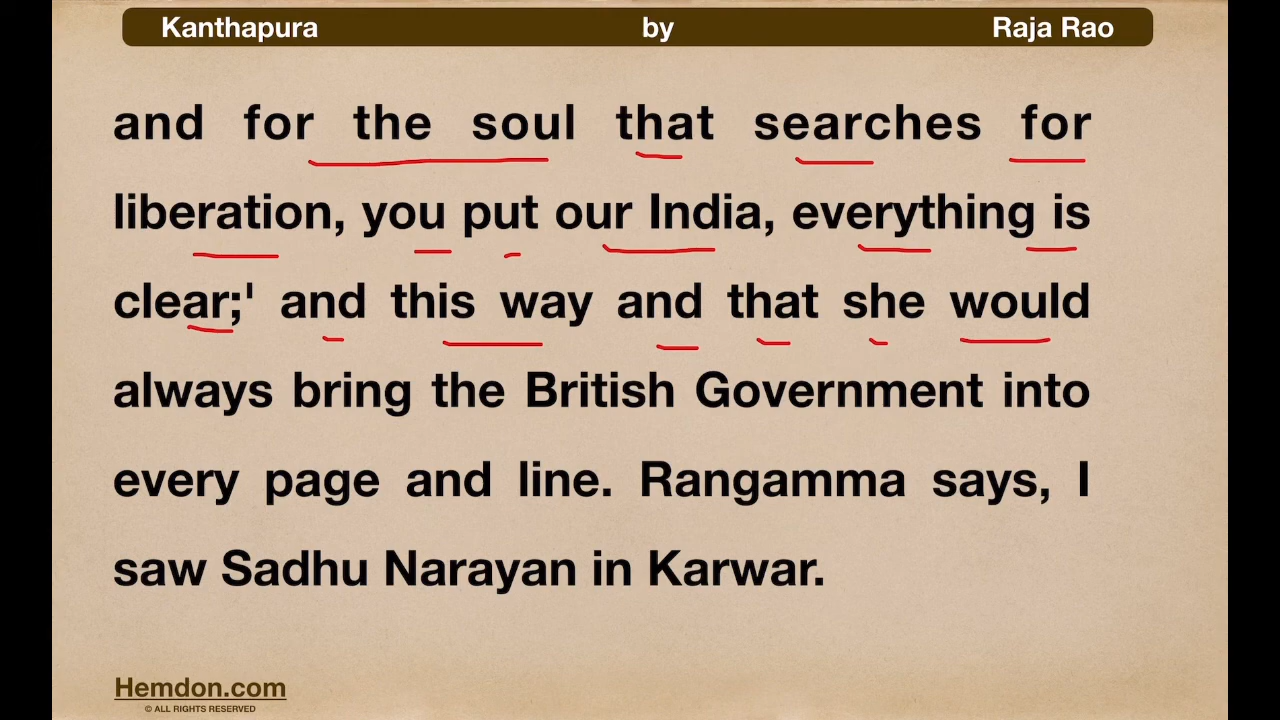 Kanthapura by Raja Rao
and for the soul that searches for
liberation, you put our India, everything is
clear;' and this way and that she would
always bring the British Government into
every page and line. Rangamma says, I
saw Sadhu Narayan in Karwar.
Hemdon.com
© ALL RIGHTS RESERVED